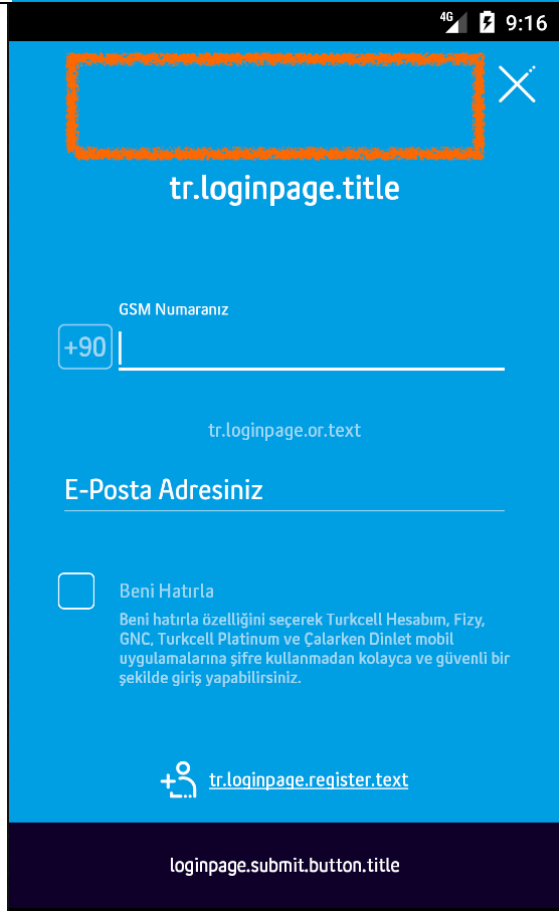 4G 9:16
tr.loginpage.title
GSM Numaranız
+90
tr.loginpage.or.text
E-Posta Adresiniz
Beni Hatırla
Beni hatırla özelliğini seçerek Turkcell Hesabım, Fizy,
GNC, Turkcell Platinum ve Çalarken Dinlet mobil
uygulamalarına şifre kullanmadan kolayca ve güvenli bir
şekilde giriş yapabilirsiniz.
tr.loginpage.register.text
loginpage.submit.button.title